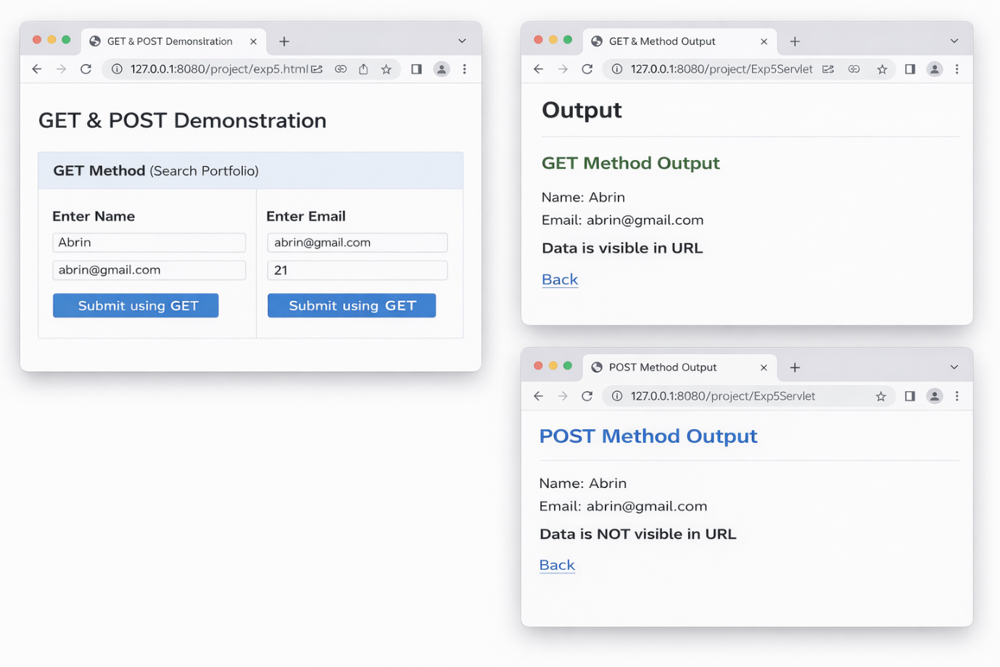 GET & POST Demonstration
127.0.0.1:8080/project/exp5.html
GET & POST Demonstration
GET Method (Search Portfolio)
Enter Name
Abrin
abrin@gmail.com
Submit using GET
Enter Email
abrin@gmail.com
21
Submit using GET
GET & Method Output
127.0.0.1:8080/project/Exp5Servlet
Output
GET Method Output
Name: Abrin
Email: abrin@gmail.com
Data is visible in URL
Back
POST Method Output
127.0.0.1:8080/project/Exp5Servlet
POST Method Output
Name: Abrin
Email: abrin@gmail.com
Data is NOT visible in URL
Back